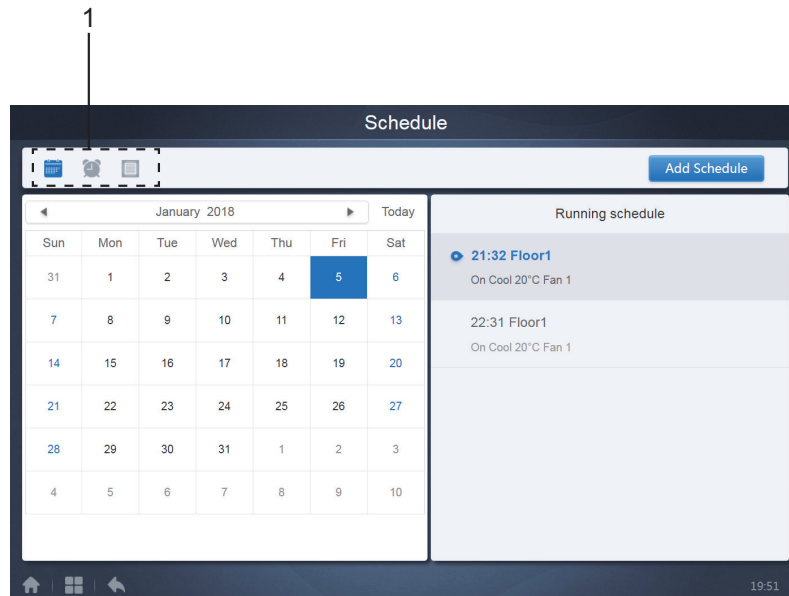 1
Schedule
Add Schedule
January 2018 Today
Sun Mon Tue Wed Thu Fri Sat
31 1 2 3 4 5 6
7 8 9 10 11 12 13
14 15 16 17 18 19 20
21 22 23 24 25 26 27
28 29 30 31 1 2 3
4 5 6 7 8 9 10
Running schedule
21:32 Floor1
On Cool 20°C Fan 1
22:31 Floor1
On Cool 20°C Fan 1
19:51